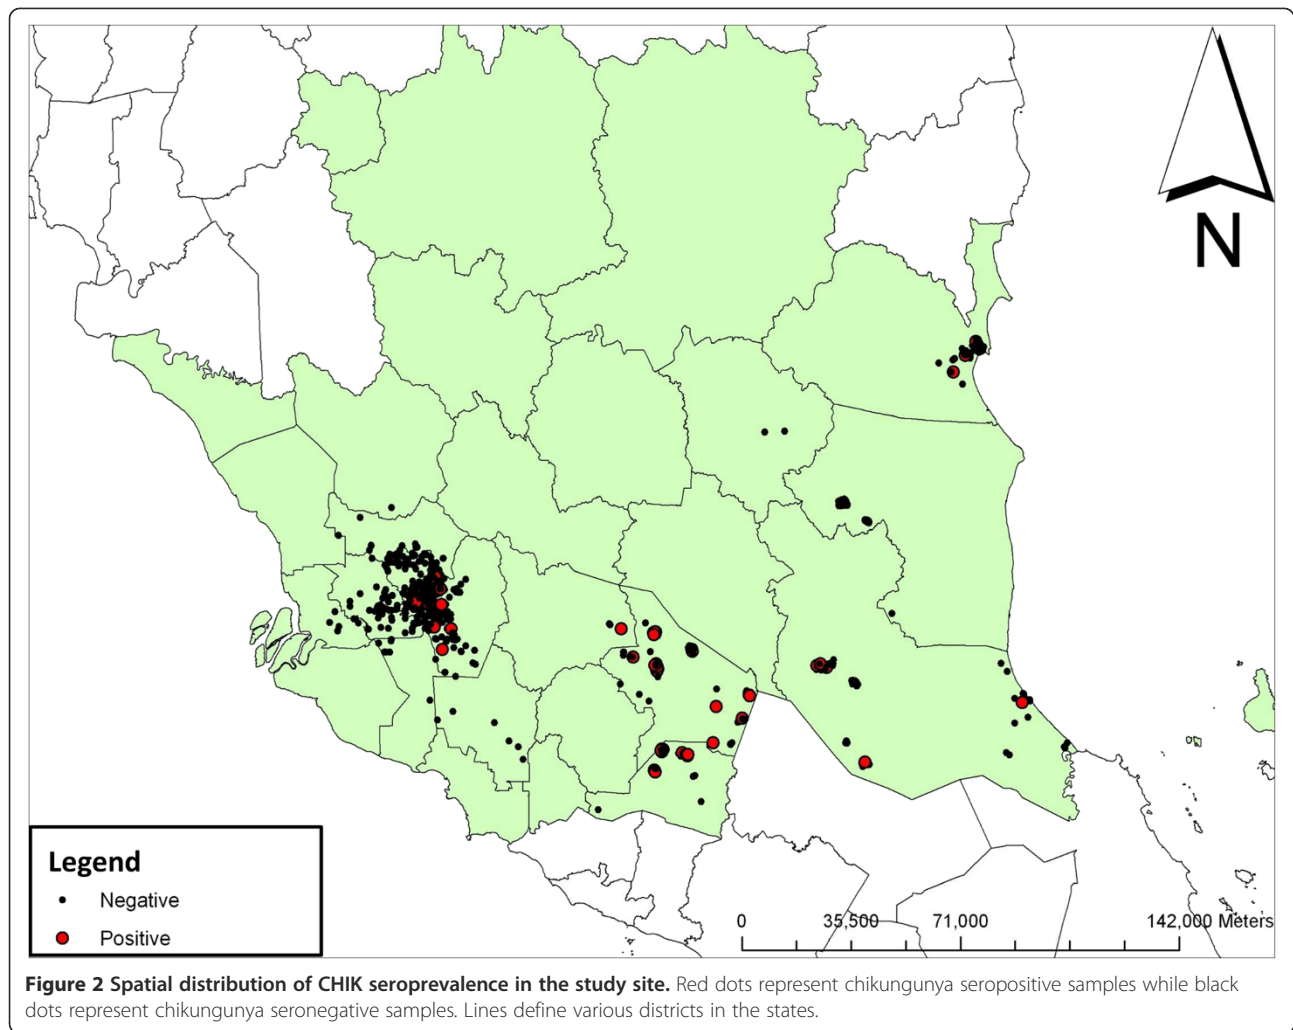 N
Legend
Negative
Positive
0 35,500 71,000 142,000 Meters
Figure 2 Spatial distribution of CHIK seroprevalence in the study site. Red dots represent chikungunya seropositive samples while black
dots represent chikungunya seronegative samples. Lines define various districts in the states.